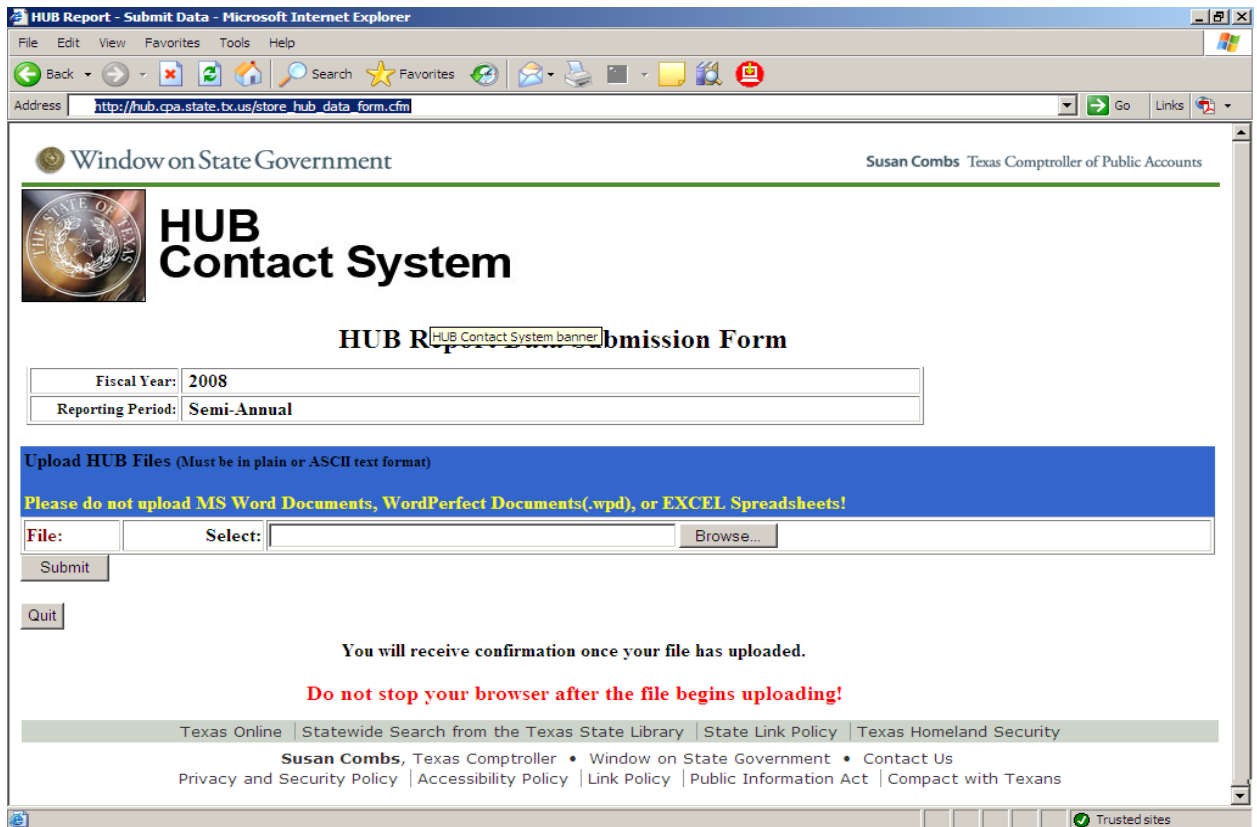 HUB Report - Submit Data - Microsoft Internet Explorer
File Edit View Favorites Tools Help
Back Search Favorites
Address http://hub.cpa.state.tx.us/store_hub_data_form.cfm Go Links
Window on State Government Susan Combs Texas Comptroller of Public Accounts
THE STATE OF TEXAS
HUB
Contact System
HUB Contact System banner
HUB Report Data Submission Form
Fiscal Year: 2008
Reporting Period: Semi-Annual
Upload HUB Files (Must be in plain or ASCII text format)
Please do not upload MS Word Documents, WordPerfect Documents(.wpd), or EXCEL Spreadsheets!
File: Select: Browse...
Submit
Quit
You will receive confirmation once your file has uploaded.
Do not stop your browser after the file begins uploading!
Texas Online | Statewide Search from the Texas State Library | State Link Policy | Texas Homeland Security
Susan Combs, Texas Comptroller • Window on State Government • Contact Us
Privacy and Security Policy | Accessibility Policy | Link Policy | Public Information Act | Compact with Texans
Trusted sites